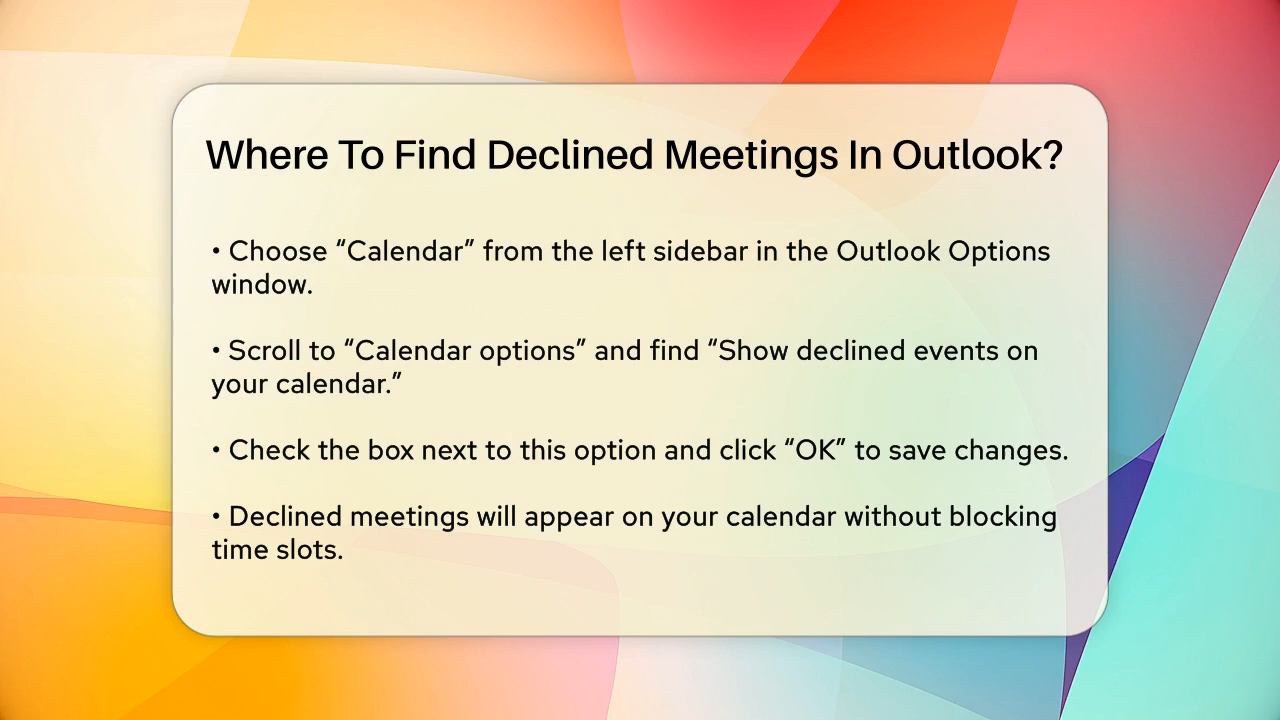 Where To Find Declined Meetings In Outlook?
• Choose “Calendar” from the left sidebar in the Outlook Options
window.
• Scroll to “Calendar options” and find “Show declined events on
your calendar.”
• Check the box next to this option and click “OK” to save changes.
• Declined meetings will appear on your calendar without blocking
time slots.